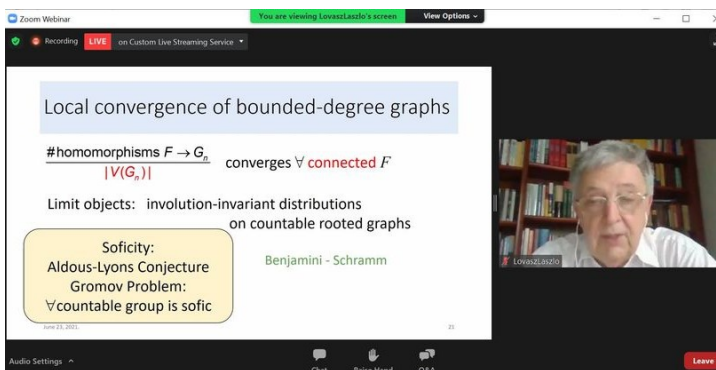 Zoom Webinar
You are viewing LovaszLaszlo's screen
View Options
Recording
LIVE
on Custom Live Streaming Service
Local convergence of bounded-degree graphs
#homomorphisms F → Gₙ
|V(Gₙ)|
converges ∀ connected F
Limit objects: involution-invariant distributions
on countable rooted graphs
Soficity:
Aldous-Lyons Conjecture
Gromov Problem:
∀countable group is sofic
Benjamini - Schramm
June 23, 2021.
21
LovaszLaszlo
Audio Settings
Chat
Raise Hand
Q&A
Leave